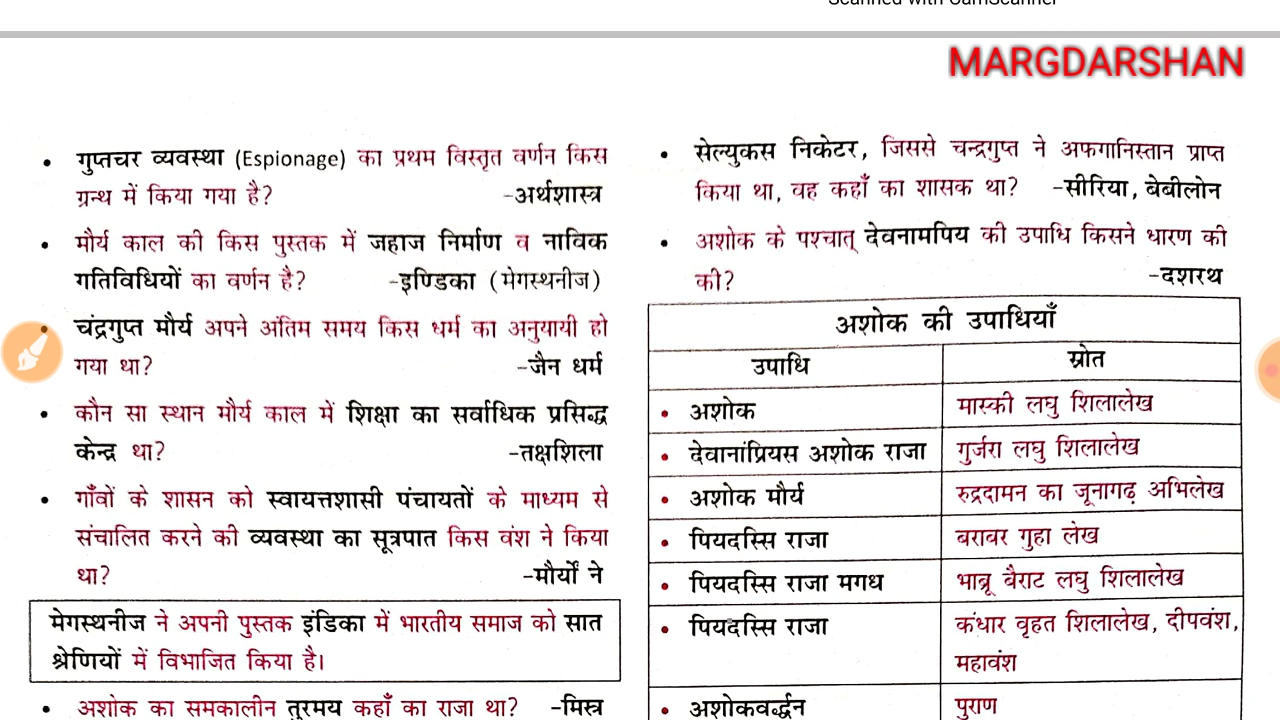 Scanned with CamScanner
MARGDARSHAN
• गुप्तचर व्यवस्था (Espionage) का प्रथम विस्तृत वर्णन किस
ग्रन्थ में किया गया है? -अर्थशास्त्र
• मौर्य काल की किस पुस्तक में जहाज निर्माण व नाविक
गतिविधियों का वर्णन है? -इण्डिका (मेगस्थनीज)
चंद्रगुप्त मौर्य अपने अंतिम समय किस धर्म का अनुयायी हो
गया था? -जैन धर्म
• कौन सा स्थान मौर्य काल में शिक्षा का सर्वाधिक प्रसिद्ध
केन्द्र था? -तक्षशिला
• गाँवों के शासन को स्वायत्तशासी पंचायतों के माध्यम से
संचालित करने की व्यवस्था का सूत्रपात किस वंश ने किया
था? -मौर्यों ने
मेगस्थनीज ने अपनी पुस्तक इंडिका में भारतीय समाज को सात
श्रेणियों में विभाजित किया है।
• अशोक का समकालीन तुरमय कहाँ का राजा था? -मिस्त्र
• सेल्युकस निकेटर, जिससे चन्द्रगुप्त ने अफगानिस्तान प्राप्त
किया था, वह कहाँ का शासक था? -सीरिया, बेबीलोन
• अशोक के पश्चात् देवनामपिय की उपाधि किसने धारण की
की? -दशरथ
अशोक की उपाधियाँ
उपाधि स्रोत
• अशोक मास्की लघु शिलालेख
• देवानांप्रियस अशोक राजा गुर्जरा लघु शिलालेख
• अशोक मौर्य रुद्रदामन का जूनागढ़ अभिलेख
• पियदस्सि राजा बराबर गुहा लेख
• पियदस्सि राजा मगध भाब्रू बैराट लघु शिलालेख
• पियदस्सि राजा कंधार वृहत शिलालेख, दीपवंश,
महावंश
• अशोकवर्द्धन पुराण